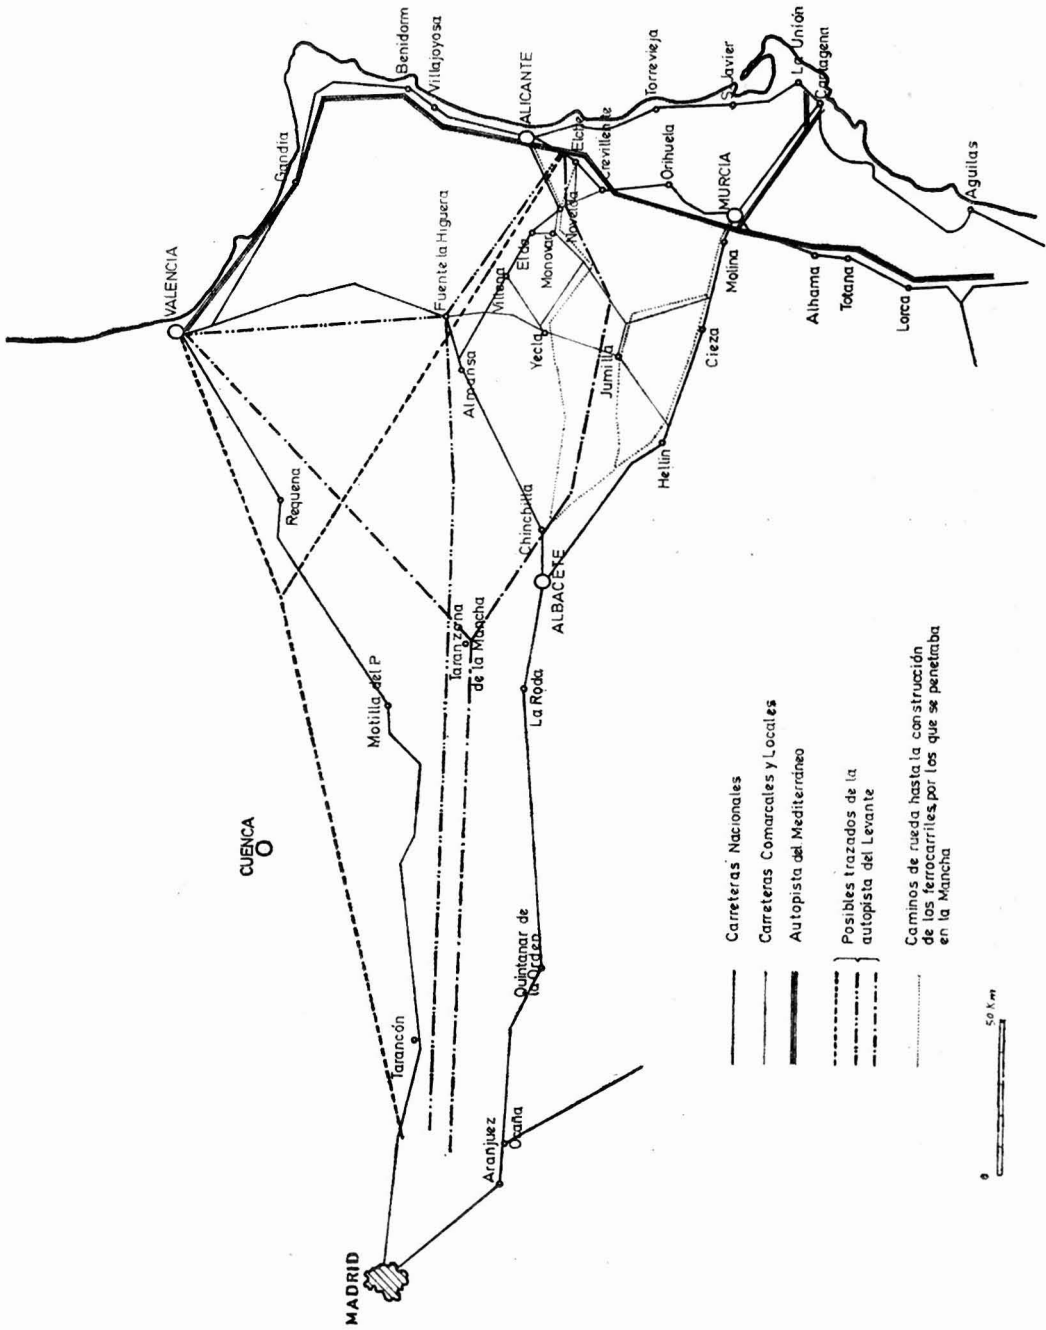 MADRID
Aranjuez
Ocaña
Tarancón
Quintanar de
la Orden
CUENCA
Motilla del P
La Roda
Taranzona
de la Mancha
ALBACETE
Chinchilla
Requena
Hellin
Almansa
Jumilla
Yecla
Cieza
Fuente la Higuera
VALENCIA
Villena
Elda
Monovar
Novelda
Molina
MURCIA
Alhama
Totana
Lorca
Gandia
Orihuela
Crevillente
Elche
ALICANTE
Aguilas
Benidorm
Villajoyosa
Torrevieja
S. Javier
La Unión
Cartagena
Carreteras Nacionales
Carreteras Comarcales y Locales
Autopista del Mediterráneo
Posibles trazados de la
autopista del Levante
Caminos de rueda hasta la construcción
de los ferrocarriles, por los que se penetraba
en la Mancha
0
50 Km